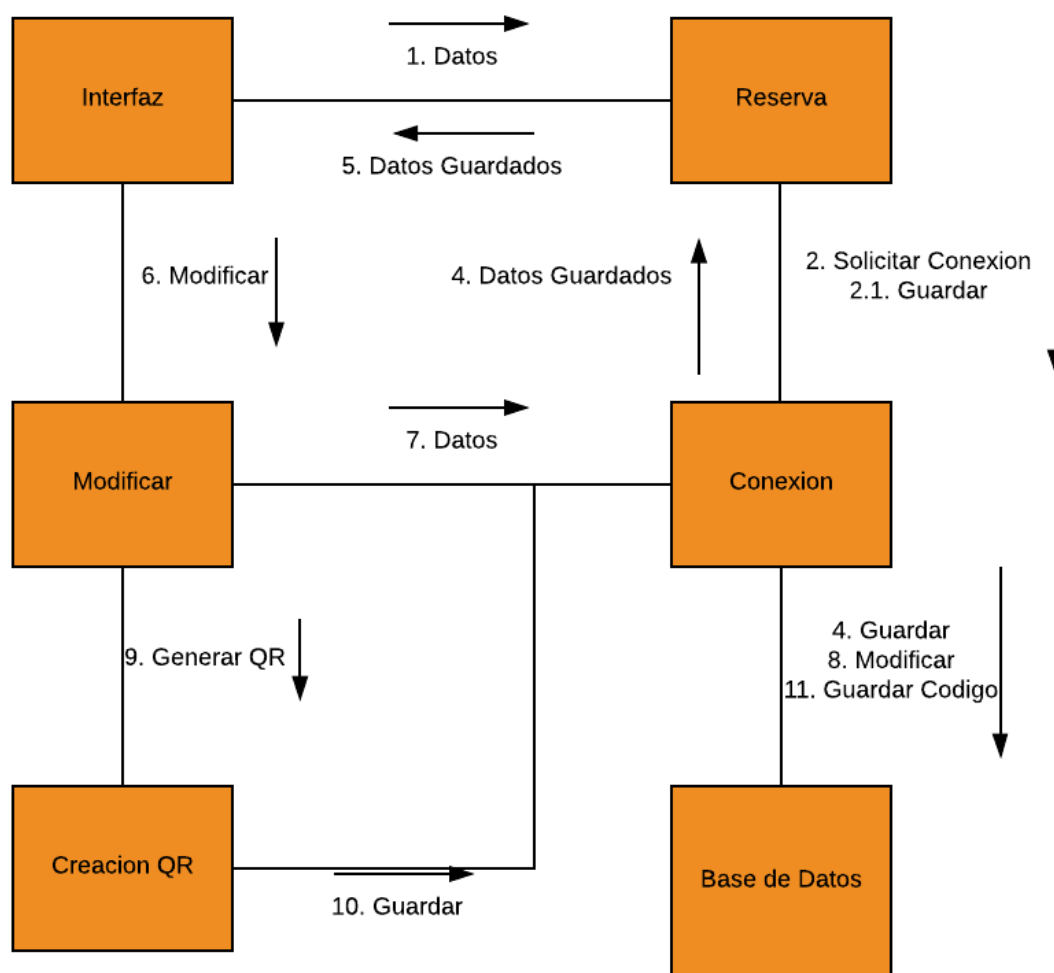 1. Datos
Interfaz
Reserva
5. Datos Guardados
6. Modificar
4. Datos Guardados
2. Solicitar Conexion
2.1. Guardar
7. Datos
Modificar
Conexion
9. Generar QR
4. Guardar
8. Modificar
11. Guardar Codigo
Creacion QR
Base de Datos
10. Guardar